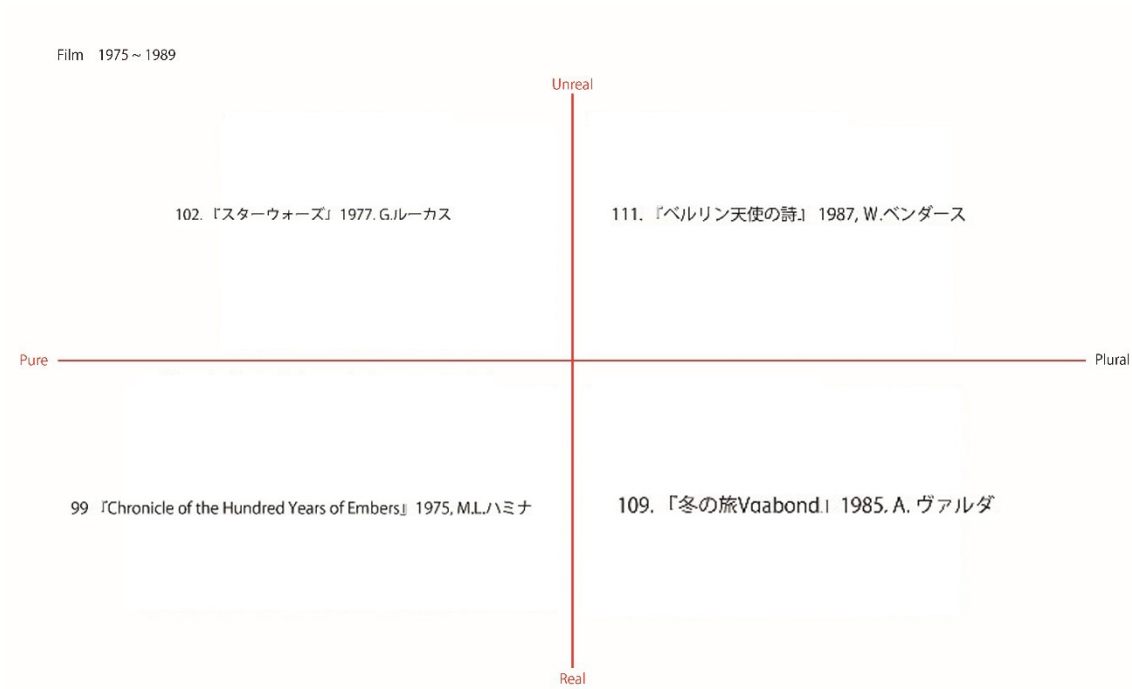 Film 1975 ~ 1989
Unreal
102. 『スターウォーズ』 1977. G.ルーカス
111. 『ベルリン天使の詩』 1987, W.ベンダース
Pure
Plural
99 『Chronicle of the Hundred Years of Embers』 1975, M.L.ハミナ
109. 「冬の旅Vagabond」 1985. A. ヴァルダ
Real